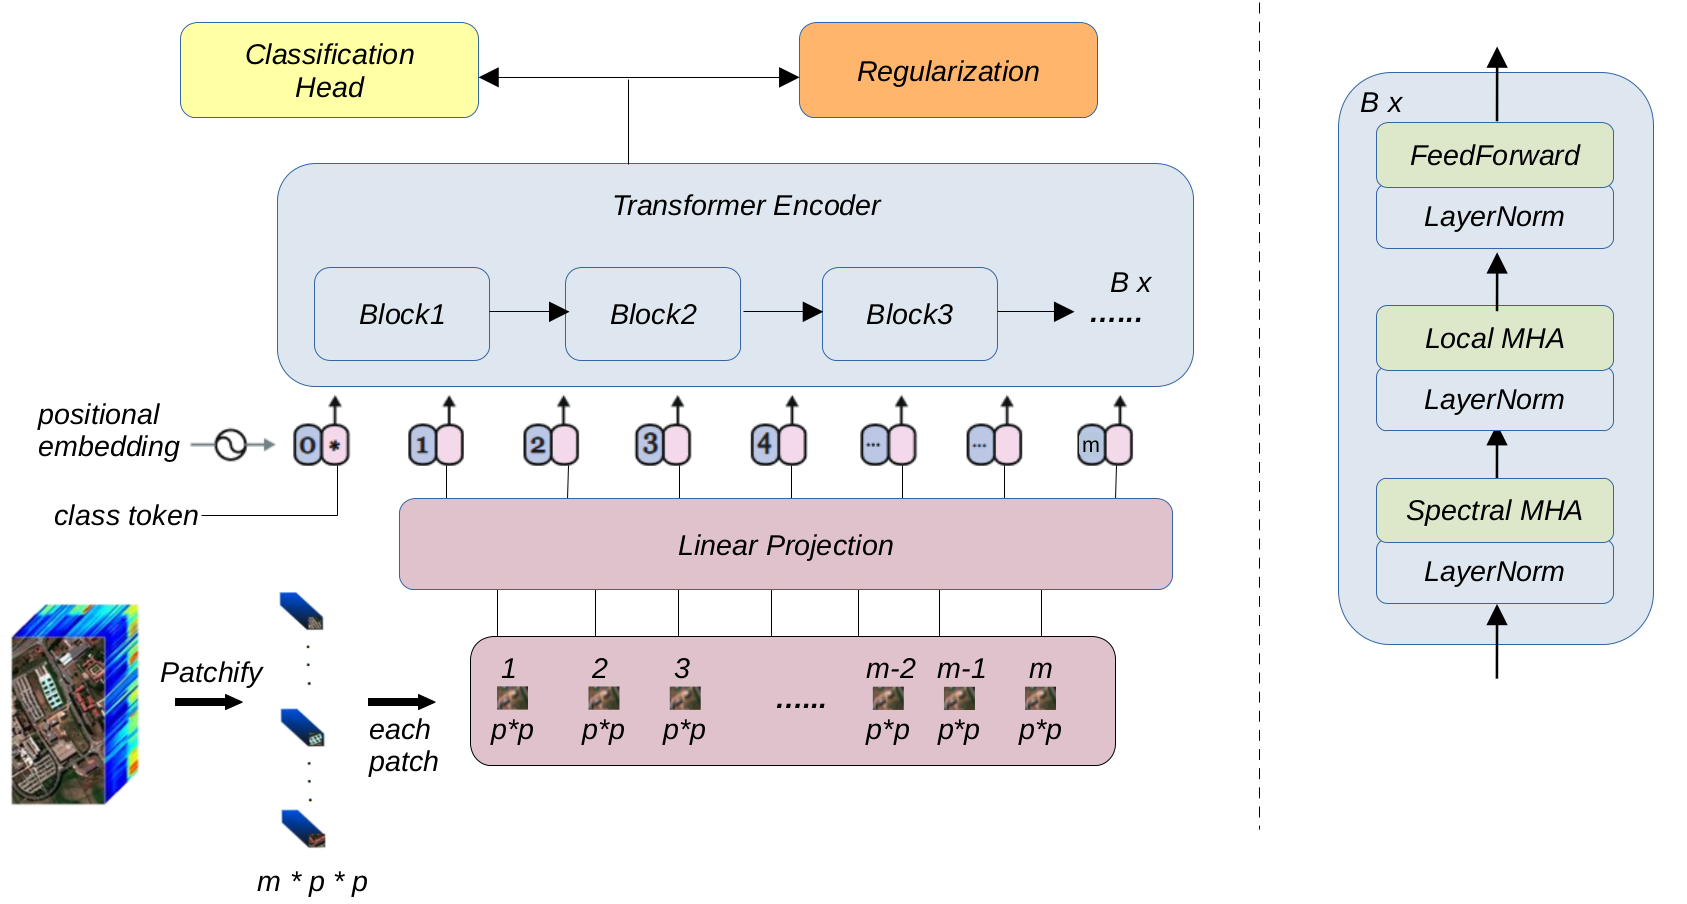 Classification
Head
Regularization
Transformer Encoder
Block1
Block2
Block3
B x
......
positional
embedding
0 *
1
2
3
4
...
...
m
class token
Linear Projection
Patchify
each
patch
1 2 3 m-2 m-1 m
......
p*p p*p p*p p*p p*p p*p
m * p * p
B x
FeedForward
LayerNorm
Local MHA
LayerNorm
Spectral MHA
LayerNorm